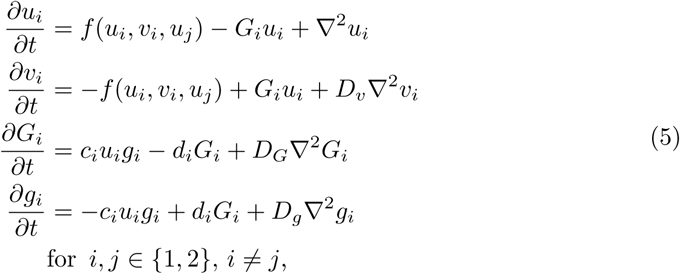 ∂u_i/∂t = f(u_i, v_i, u_j) − G_i u_i + ∇²u_i
∂v_i/∂t = −f(u_i, v_i, u_j) + G_i u_i + D_v∇²v_i
∂G_i/∂t = c_i u_i g_i − d_i G_i + D_G∇²G_i
(5)
∂g_i/∂t = −c_i u_i g_i + d_i G_i + D_g∇²g_i
for i, j ∈ {1, 2}, i ≠ j,